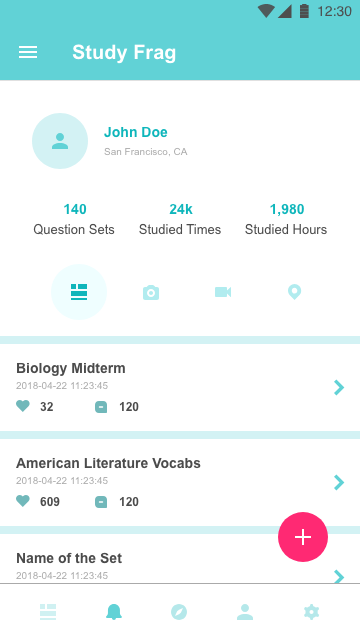 12:30
Study Frag
John Doe
San Francisco, CA
140 24k 1,980
Question Sets Studied Times Studied Hours
Biology Midterm
2018-04-22 11:23:45
32 120
American Literature Vocabs
2018-04-22 11:23:45
609 120
Name of the Set
2018-04-22 11:23:45